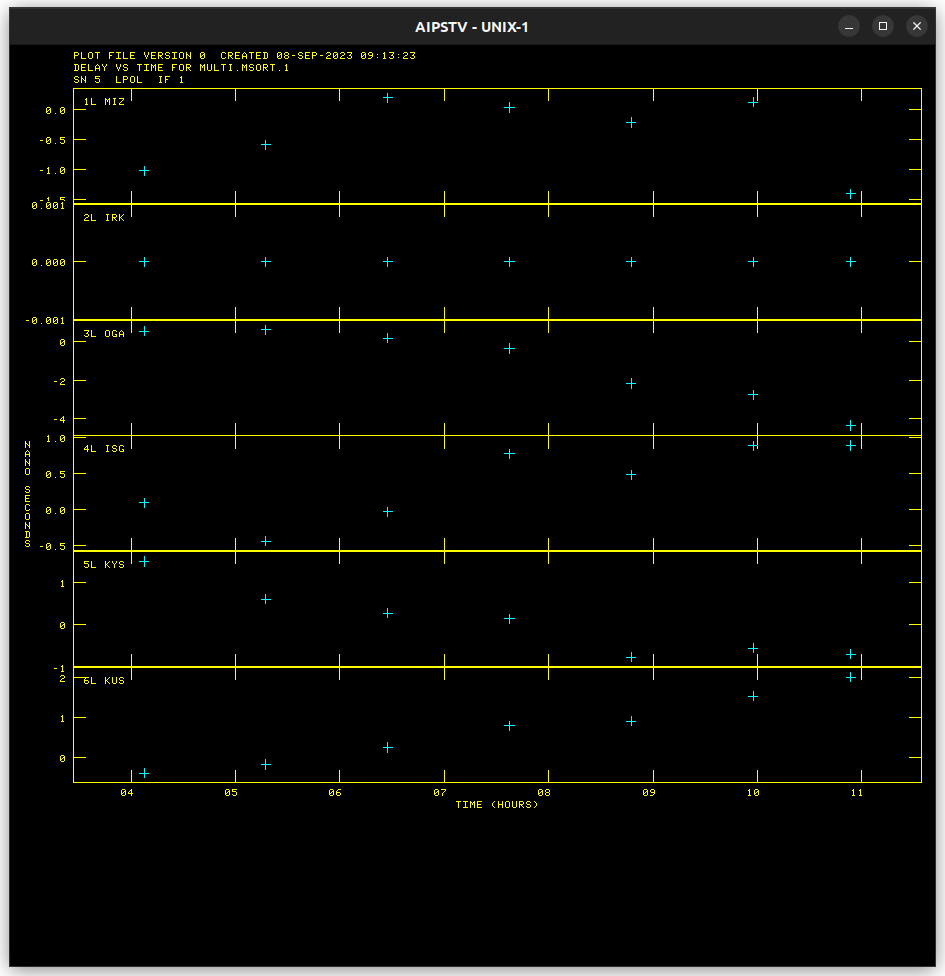 AIPSTV - UNIX-1
PLOT FILE VERSION 0  CREATED 08-SEP-2023 09:13:23
DELAY VS TIME FOR MULTI.MSORT.1
SN 5  LPOL  IF 1
1L MIZ
0.0
-0.5
-1.0
-1.5
0.001
2L IRK
0.000
-0.001
3L OGA
0
-2
-4
1.0
4L ISG
0.5
0.0
-0.5
NANO SECONDS
5L KYS
1
0
-1
2
6L KUS
1
0
04 05 06 07 08 09 10 11
TIME (HOURS)